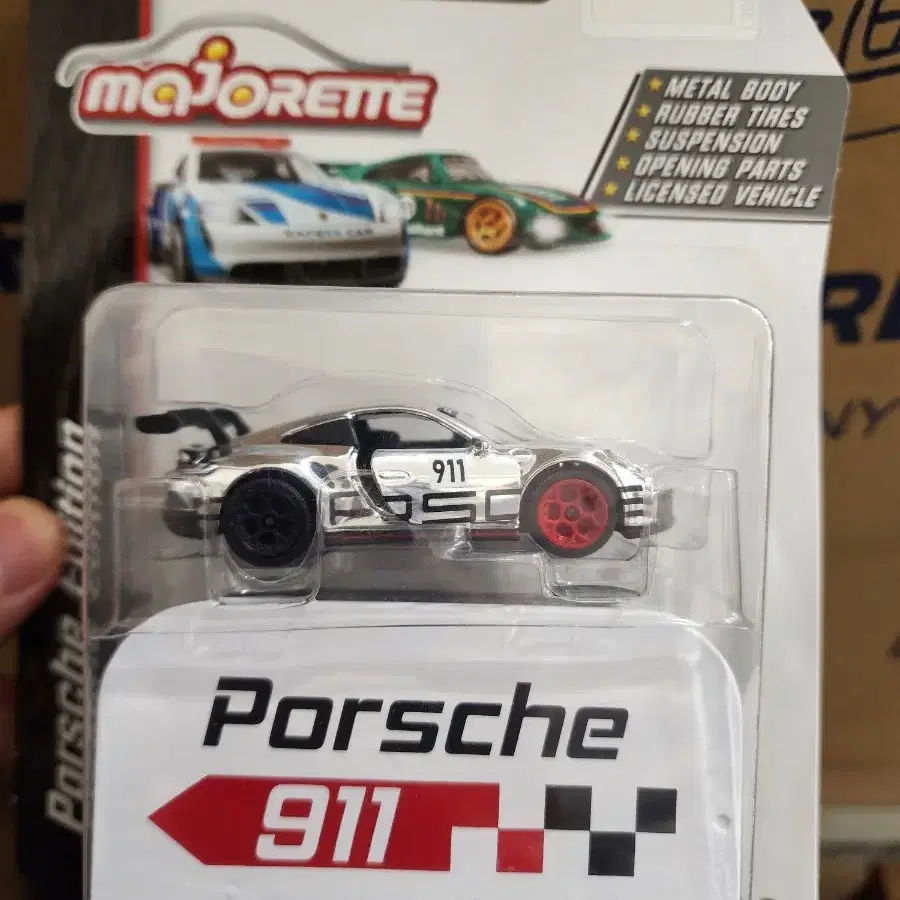 MAJORETTE
METAL BODY
RUBBER TIRES
SUSPENSION
OPENING PARTS
LICENSED VEHICLE
911
Porsche Edition
Porsche
911